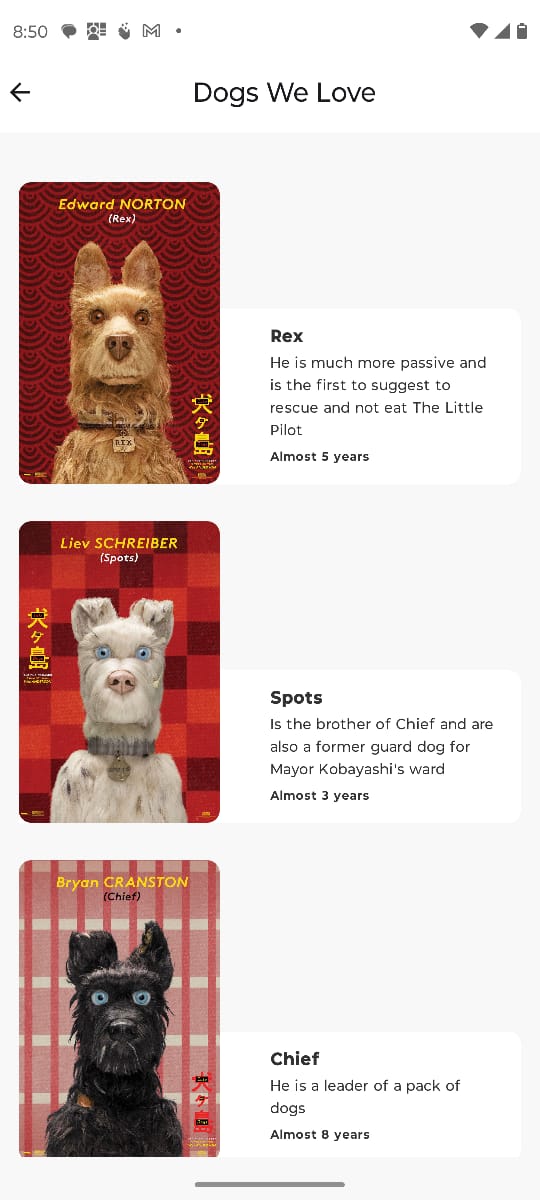 8:50
Dogs We Love
Edward NORTON
(Rex)
犬ヶ島
REX
Rex
He is much more passive and
is the first to suggest to
rescue and not eat The Little
Pilot
Almost 5 years
Liev SCHREIBER
(Spots)
犬ヶ島
Spots
Is the brother of Chief and are
also a former guard dog for
Mayor Kobayashi's ward
Almost 3 years
Bryan CRANSTON
(Chief)
犬ヶ島
Chief
He is a leader of a pack of
dogs
Almost 8 years